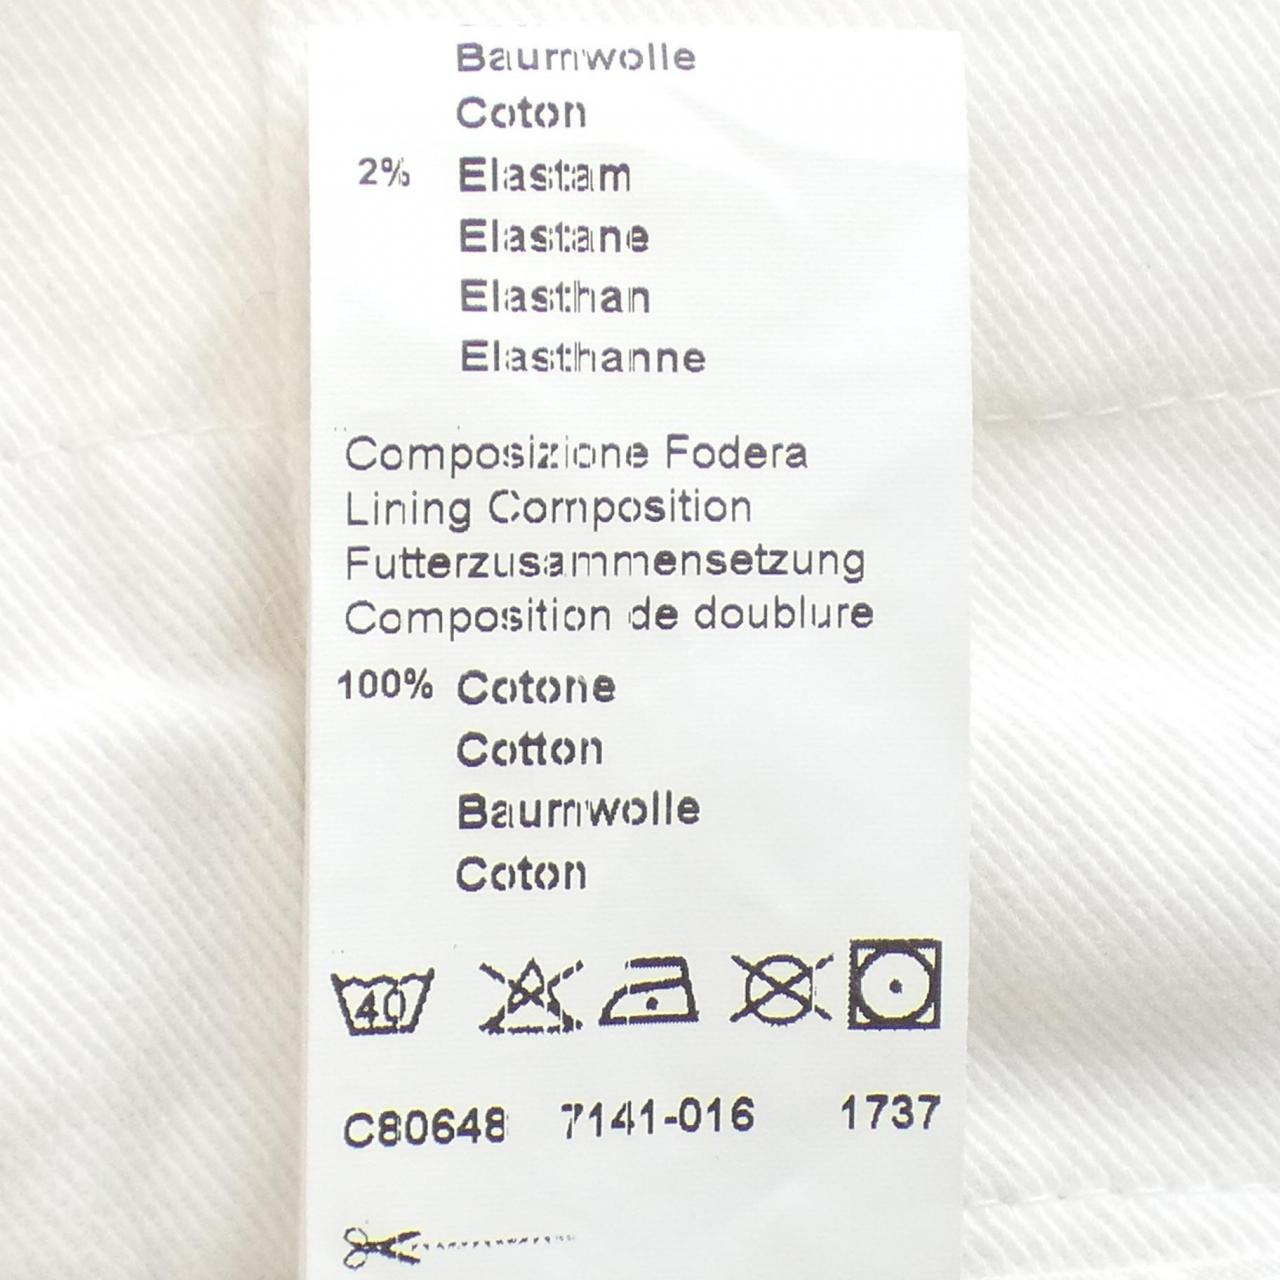 Baumwolle
Coton
2% Elastam
Elastane
Elasthan
Elasthanne
Composizione Fodera
Lining Composition
Futterzusammensetzung
Composition de doublure
100% Cotone
Cotton
Baumwolle
Coton
40
C80648 7141-016 1737